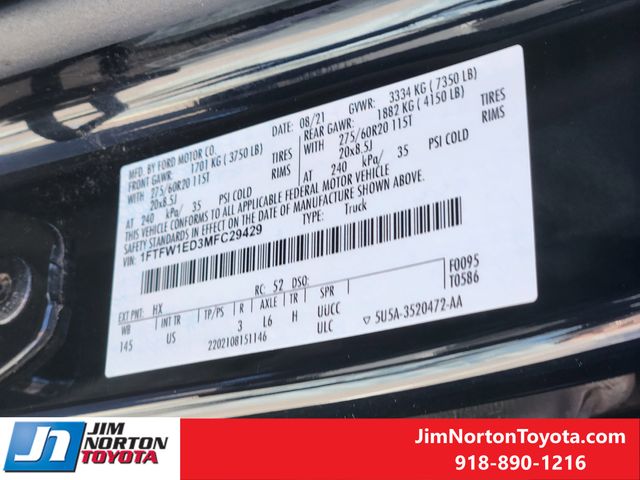 MFD. BY FORD MOTOR CO.
DATE: 08/21 GVWR: 3334 KG ( 7350 LB)
FRONT GAWR: 1701 KG ( 3750 LB)
REAR GAWR: 1882 KG ( 4150 LB)
WITH 275/60R20 115T TIRES
WITH 275/60R20 115T TIRES
20x8.5J RIMS
20x8.5J RIMS
AT 240 kPa/ 35 PSI COLD
AT 240 kPa/ 35 PSI COLD
THIS VEHICLE CONFORMS TO ALL APPLICABLE FEDERAL MOTOR VEHICLE
SAFETY STANDARDS IN EFFECT ON THE DATE OF MANUFACTURE SHOWN ABOVE.
VIN: 1FTFW1ED3MFC29429
TYPE: Truck
F0095
T0586
EXT PNT: HX RC: 52 DSO:
WB INT TR TP/PS R AXLE TR SPR
145 US 3 L6 H UUCC
2202108151146 ULC
▽ 5U5A-3520472-AA
JIM
NORTON
TOYOTA
JimNortonToyota.com
918-890-1216